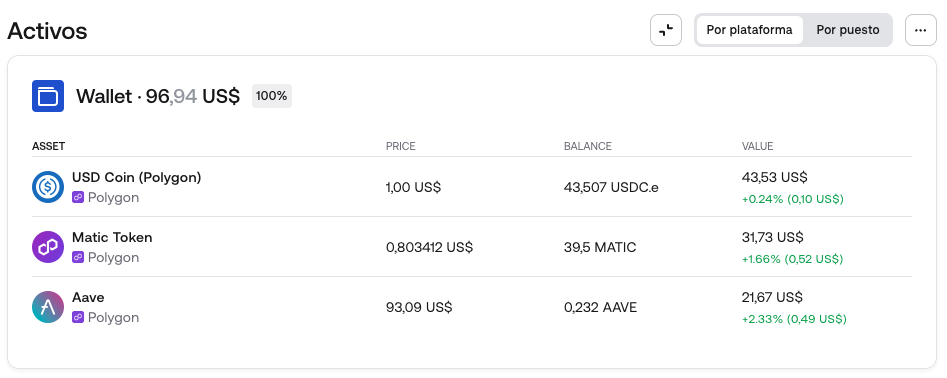 Activos
Por plataforma Por puesto
Wallet · 96,94 US$ 100%
ASSET PRICE BALANCE VALUE
USD Coin (Polygon)
Polygon
1,00 US$ 43,507 USDC.e
43,53 US$
+0.24% (0,10 US$)
Matic Token
Polygon
0,803412 US$ 39,5 MATIC
31,73 US$
+1.66% (0,52 US$)
Aave
Polygon
93,09 US$ 0,232 AAVE
21,67 US$
+2.33% (0,49 US$)